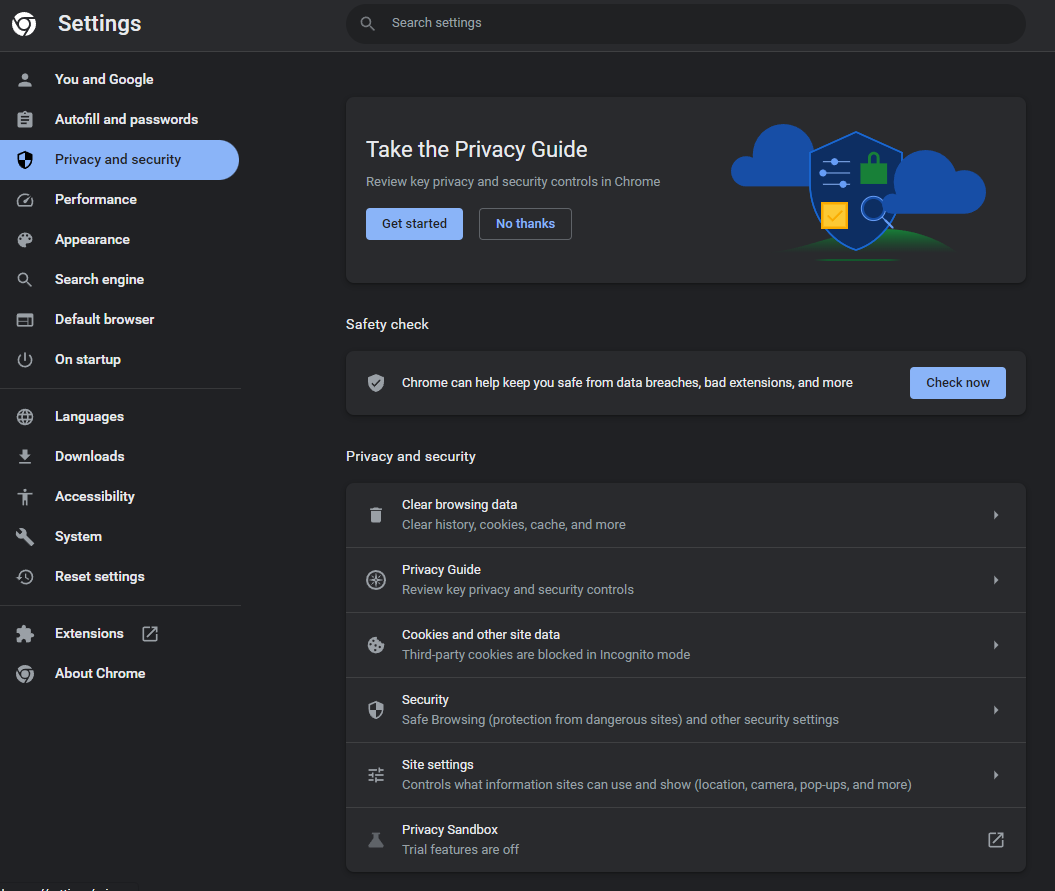 Settings
Search settings
You and Google
Autofill and passwords
Privacy and security
Performance
Appearance
Search engine
Default browser
On startup
Languages
Downloads
Accessibility
System
Reset settings
Extensions
About Chrome
Take the Privacy Guide
Review key privacy and security controls in Chrome
Get started
No thanks
Safety check
Chrome can help keep you safe from data breaches, bad extensions, and more
Check now
Privacy and security
Clear browsing data
Clear history, cookies, cache, and more
Privacy Guide
Review key privacy and security controls
Cookies and other site data
Third-party cookies are blocked in Incognito mode
Security
Safe Browsing (protection from dangerous sites) and other security settings
Site settings
Controls what information sites can use and show (location, camera, pop-ups, and more)
Privacy Sandbox
Trial features are off